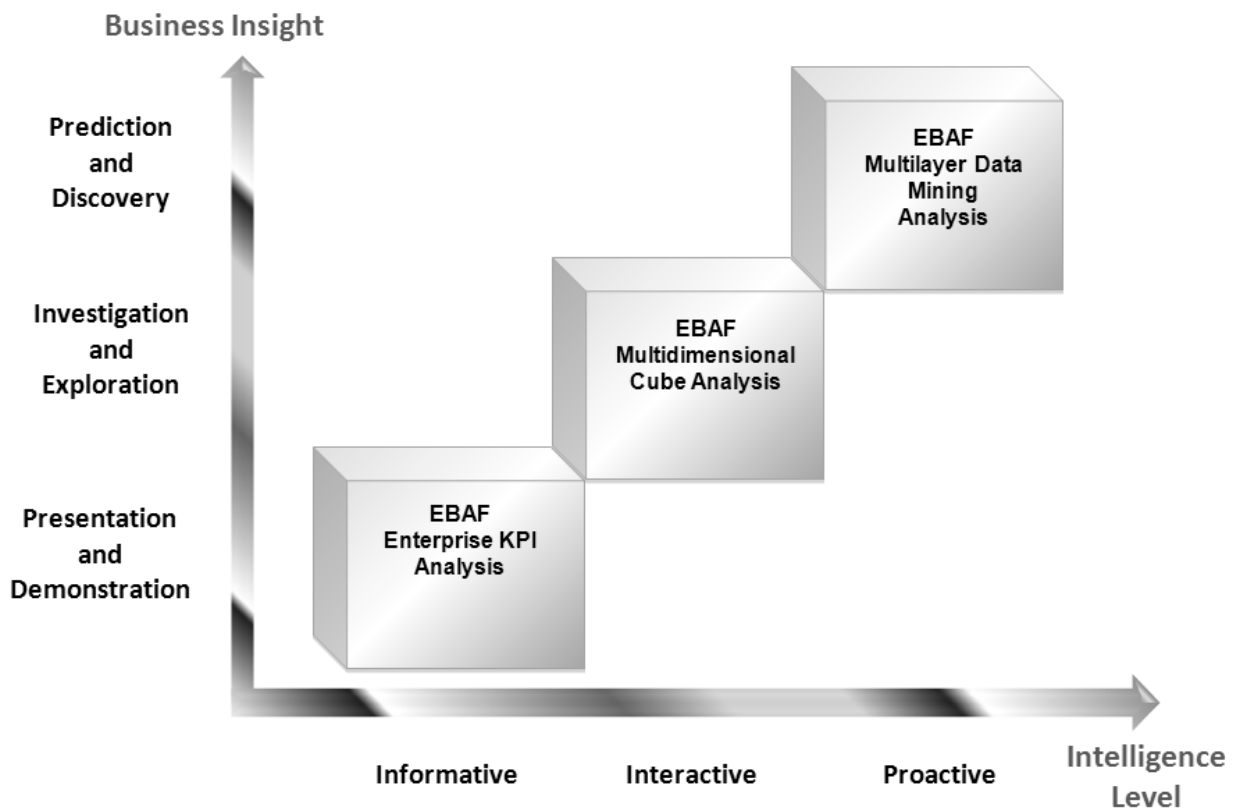 Business Insight
Prediction
and
Discovery
EBAF
Multilayer Data
Mining
Analysis
Investigation
and
Exploration
EBAF
Multidimensional
Cube Analysis
Presentation
and
Demonstration
EBAF
Enterprise KPI
Analysis
Informative
Interactive
Proactive
Intelligence
Level